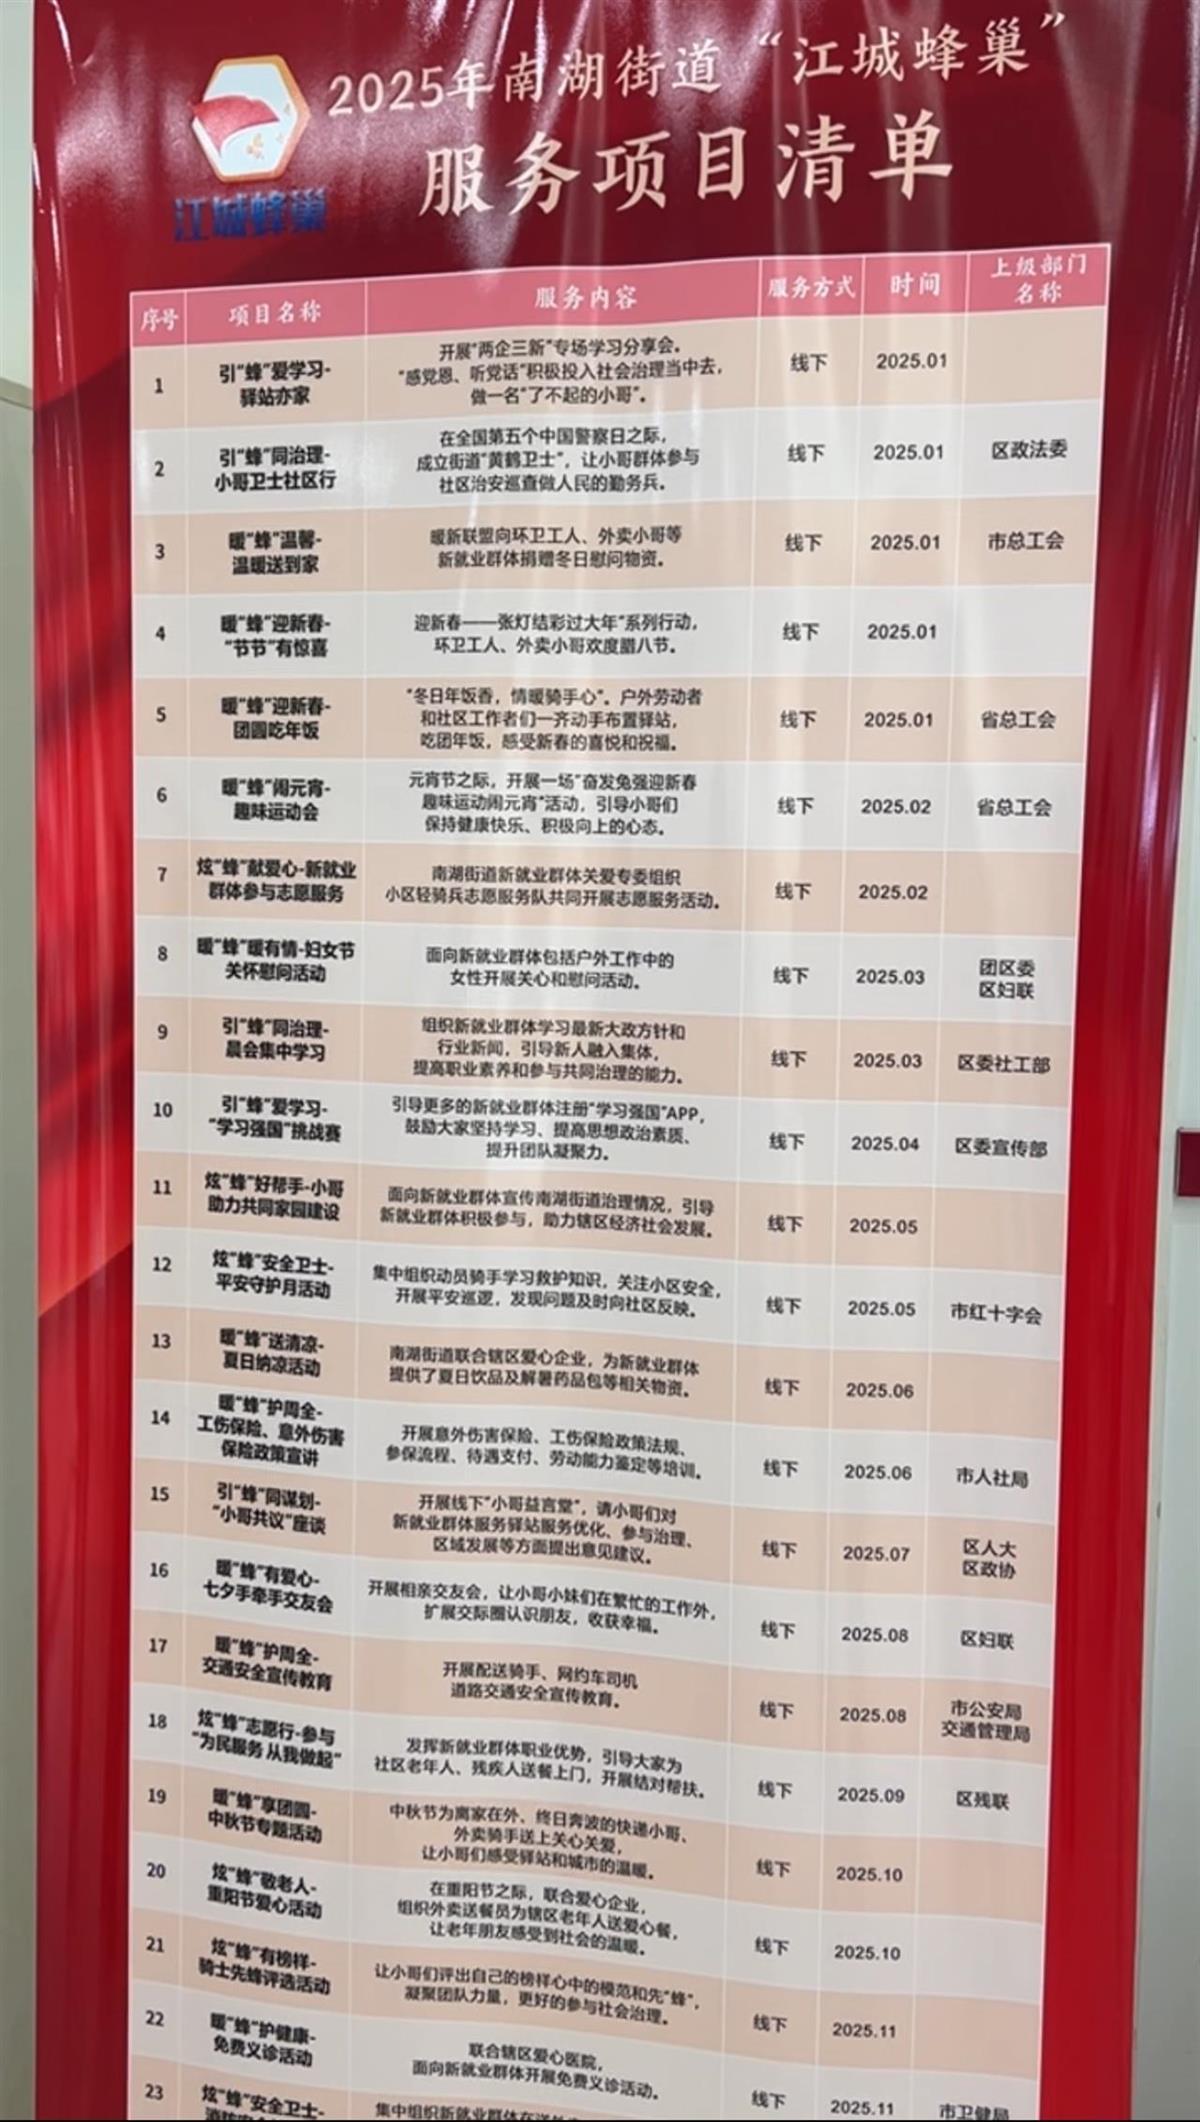 2025年南湖街道“江城蜂巢”
服务项目清单
江城蜂巢
序号 项目名称 服务内容 服务方式 时间 上级部门
名称
1 引“蜂”爱学习-
驿站亦家 开展“两企三新”专场学习分享会。
“感党恩、听党话”积极投入社会治理当中去，
做一名“了不起的小哥”。 线下 2025.01
2 引“蜂”同治理-
小哥卫士社区行 在全国第五个中国警察日之际，
成立街道“黄鹤卫士”，让小哥群体参与
社区治安巡查做人民的勤务兵。 线下 2025.01 区政法委
3 暖“蜂”温馨-
温暖送到家 暖新联盟向环卫工人、外卖小哥等
新就业群体捐赠冬日慰问物资。 线下 2025.01 市总工会
4 暖“蜂”迎新春-
“节节”有惊喜 迎新春——张灯结彩过大年”系列行动，
环卫工人、外卖小哥欢度腊八节。 线下 2025.01
5 暖“蜂”迎新春-
团圆吃年饭 “冬日年饭香，情暖骑手心”。户外劳动者
和社区工作者们一齐动手布置驿站，
吃团年饭，感受新春的喜悦和祝福。 线下 2025.01 省总工会
6 暖“蜂”闹元宵-
趣味运动会 元宵节之际，开展一场“奋发兔强迎新春
趣味运动闹元宵”活动，引导小哥们
保持健康快乐、积极向上的心态。 线下 2025.02 省总工会
7 炫“蜂”献爱心-新就业
群体参与志愿服务 南湖街道新就业群体关爱专委组织
小区轻骑兵志愿服务队共同开展志愿服务活动。 线下 2025.02
8 暖“蜂”暖有情-妇女节
关怀慰问活动 面向新就业群体包括户外工作中的
女性开展关心和慰问活动。 线下 2025.03 团区委
区妇联
9 引“蜂”同治理-
晨会集中学习 组织新就业群体学习最新大政方针和
行业新闻，引导新人融入集体，
提高职业素养和参与共同治理的能力。 线下 2025.03 区委社工部
10 引“蜂”爱学习-
“学习强国”挑战赛 引导更多的新就业群体注册“学习强国”APP，
鼓励大家坚持学习、提高思想政治素质、
提升团队凝聚力。 线下 2025.04 区委宣传部
11 炫“蜂”好帮手-小哥
助力共同家园建设 面向新就业群体宣传南湖街道治理情况，引导
新就业群体积极参与，助力辖区经济社会发展。 线下 2025.05
12 炫“蜂”安全卫士-
平安守护月活动 集中组织动员骑手学习救护知识，关注小区安全，
开展平安巡逻，发现问题及时向社区反映。 线下 2025.05 市红十字会
13 暖“蜂”送清凉-
夏日纳凉活动 南湖街道联合辖区爱心企业，为新就业群体
提供了夏日饮品及解暑药品包等相关物资。 线下 2025.06
14 暖“蜂”护周全-
工伤保险、意外伤害
保险政策宣讲 开展意外伤害保险、工伤保险政策法规、
参保流程、待遇支付、劳动能力鉴定等培训。 线下 2025.06 市人社局
15 引“蜂”同谋划-
“小哥共议”座谈 开展线下“小哥益言堂”，请小哥们对
新就业群体服务驿站服务优化、参与治理、
区域发展等方面提出意见建议。 线下 2025.07 区人大
区政协
16 暖“蜂”有爱心-
七夕手牵手交友会 开展相亲交友会，让小哥小妹们在繁忙的工作外，
扩展交际圈认识朋友，收获幸福。 线下 2025.08 区妇联
17 暖“蜂”护周全-
交通安全宣传教育 开展配送骑手、网约车司机
道路交通安全宣传教育。 线下 2025.08 市公安局
交通管理局
18 炫“蜂”志愿行-参与
“为民服务 从我做起” 发挥新就业群体职业优势，引导大家为
社区老年人、残疾人送餐上门，开展结对帮扶。 线下 2025.09 区残联
19 暖“蜂”享团圆-
中秋节专题活动 中秋节为离家在外、终日奔波的快递小哥、
外卖骑手送上关心关爱，
让小哥们感受驿站和城市的温暖。 线下 2025.10
20 炫“蜂”敬老人-
重阳节爱心活动 在重阳节之际，联合爱心企业，
组织外卖送餐员为辖区老年人送爱心餐，
让老年朋友感受到社会的温暖。 线下 2025.10
21 炫“蜂”有榜样-
骑士先蜂评选活动 让小哥们评出自己的榜样心中的模范和先“蜂”，
凝聚团队力量，更好的参与社会治理。 线下 2025.11
22 暖“蜂”护健康-
免费义诊活动 联合辖区爱心医院，
面向新就业群体开展免费义诊活动。 线下 2025.11 市卫健局
23 炫“蜂”安全卫士-
集中组织新就业群体在